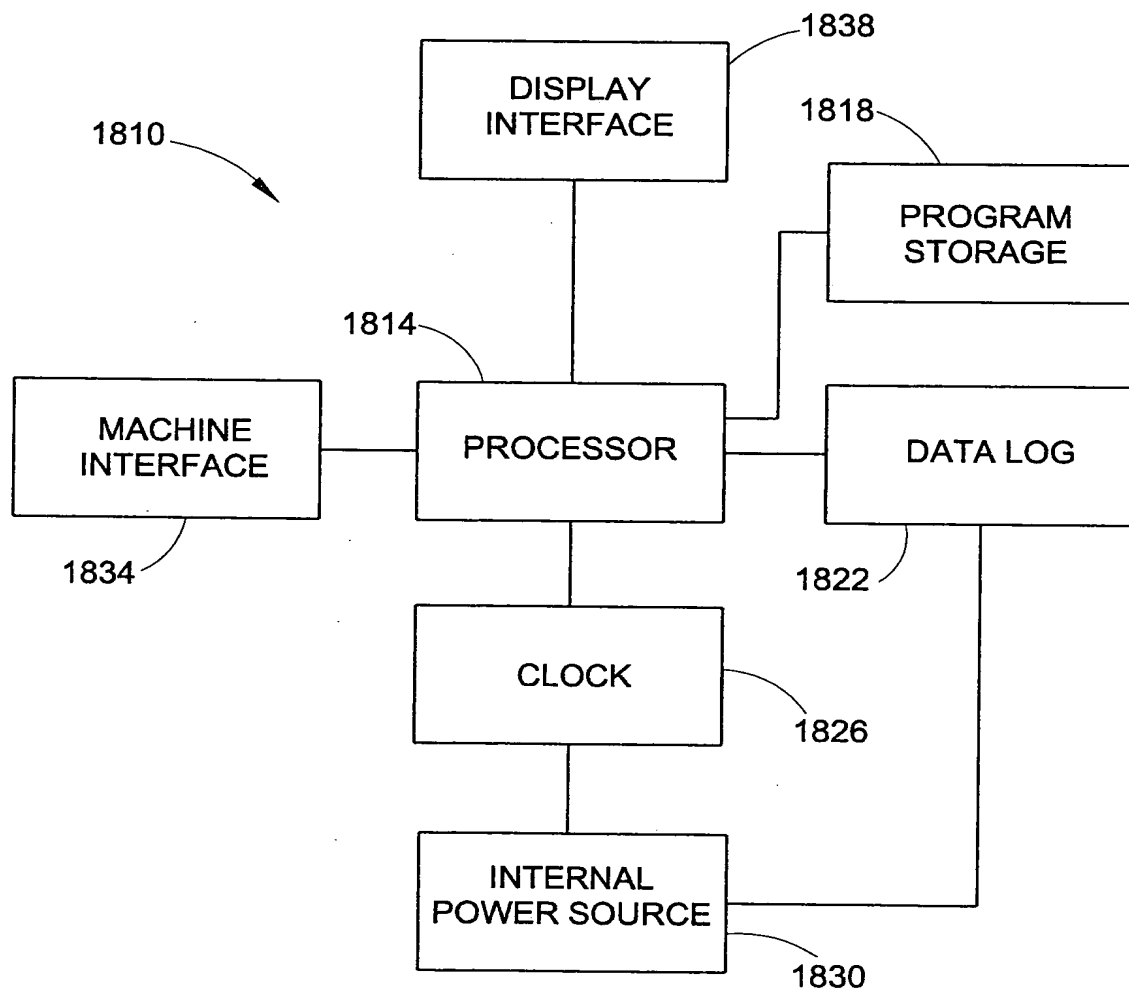 1838
DISPLAY
INTERFACE
1810
1818
PROGRAM
STORAGE
1814
MACHINE
INTERFACE
PROCESSOR
DATA LOG
1834
1822
CLOCK
1826
INTERNAL
POWER SOURCE
1830